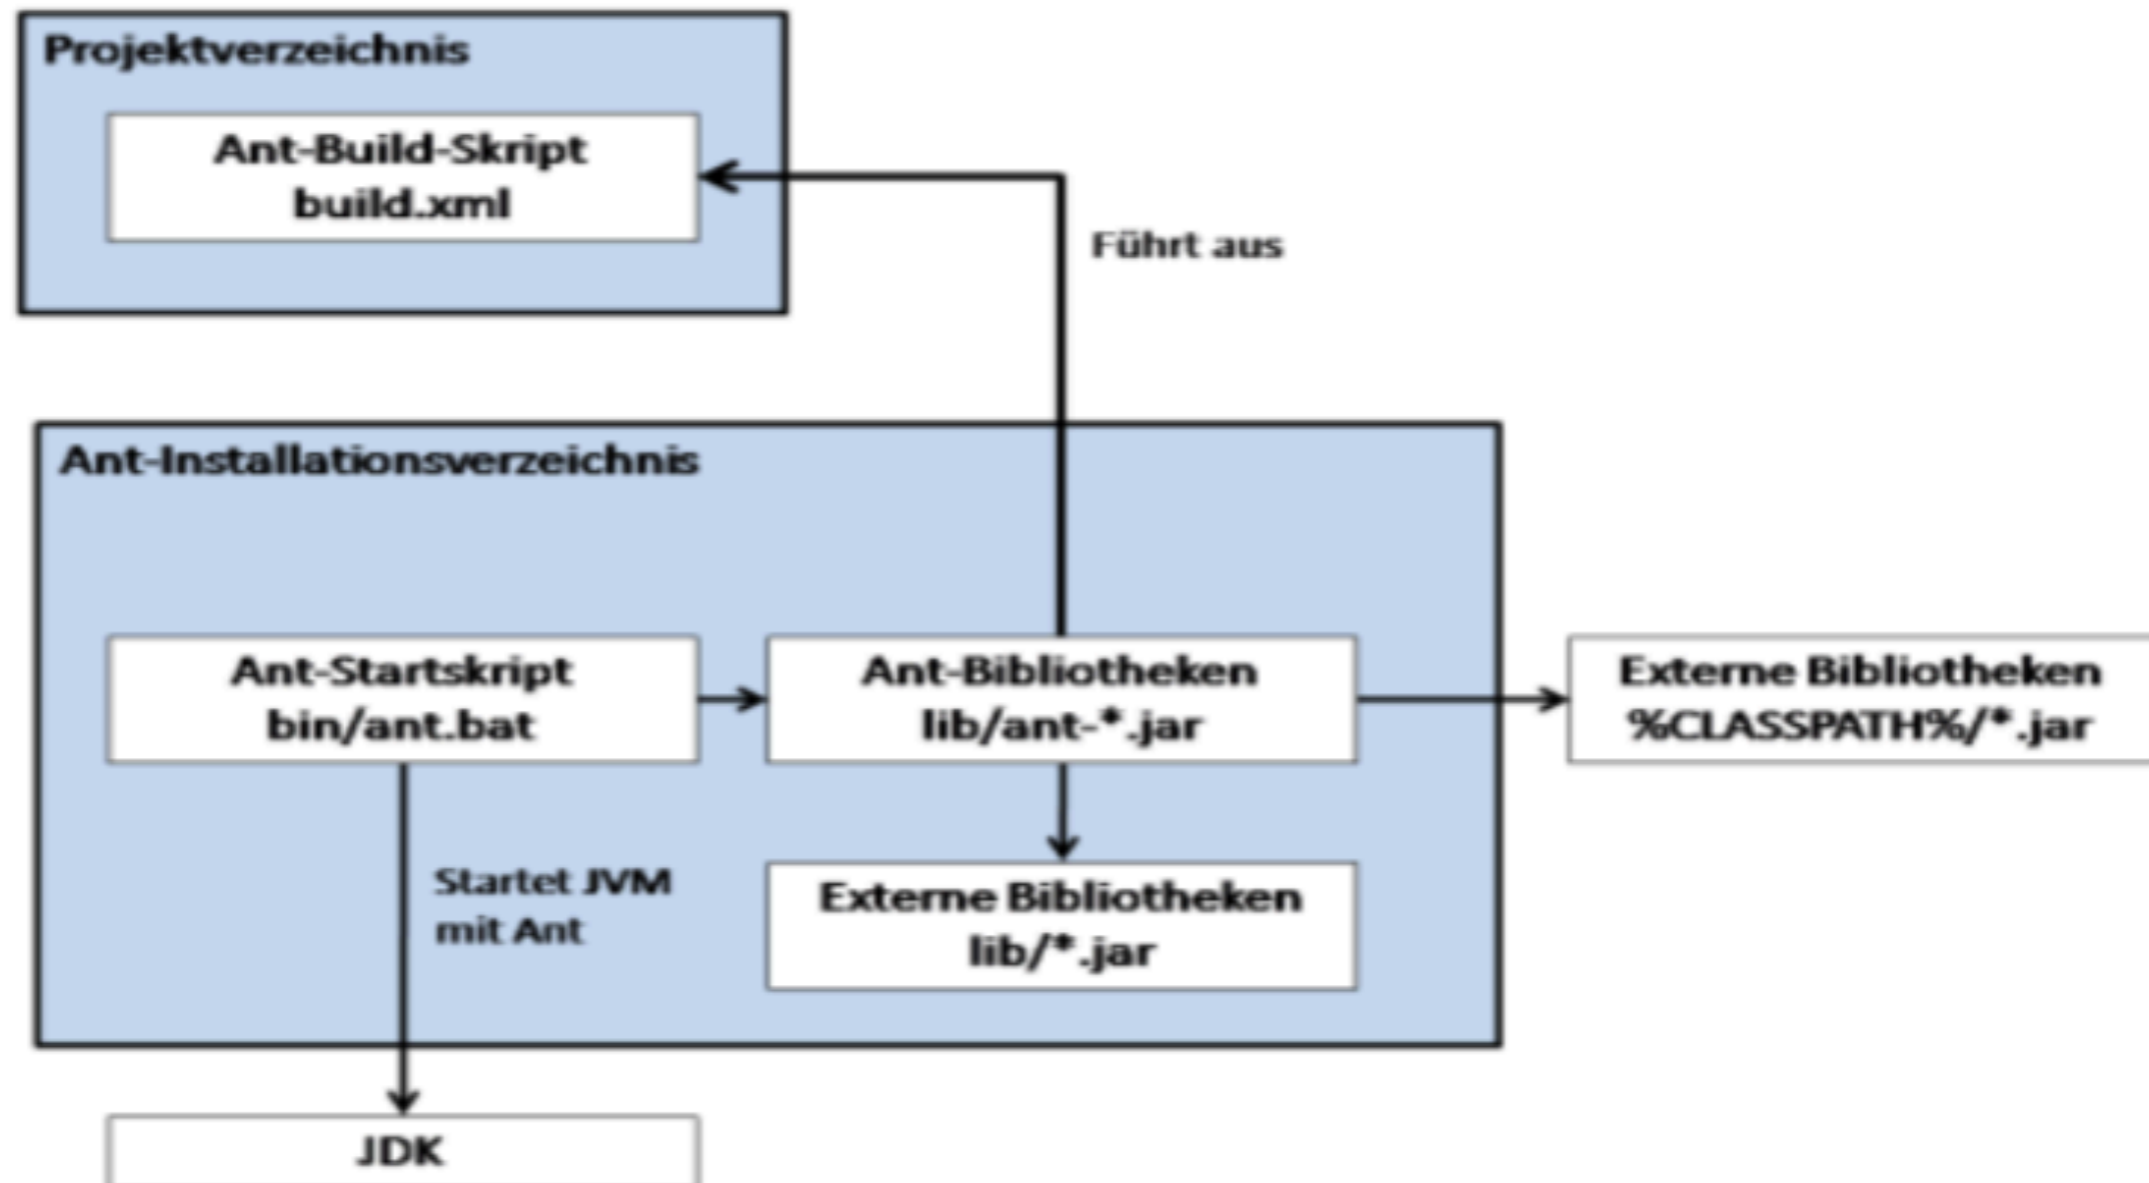 Projektverzeichnis
Ant-Build-Skript
build.xml
Führt aus
Ant-Installationsverzeichnis
Ant-Startskript
bin/ant.bat
Ant-Bibliotheken
lib/ant-*.jar
Externe Bibliotheken
%CLASSPATH%/*.jar
Startet JVM
mit Ant
Externe Bibliotheken
lib/*.jar
JDK